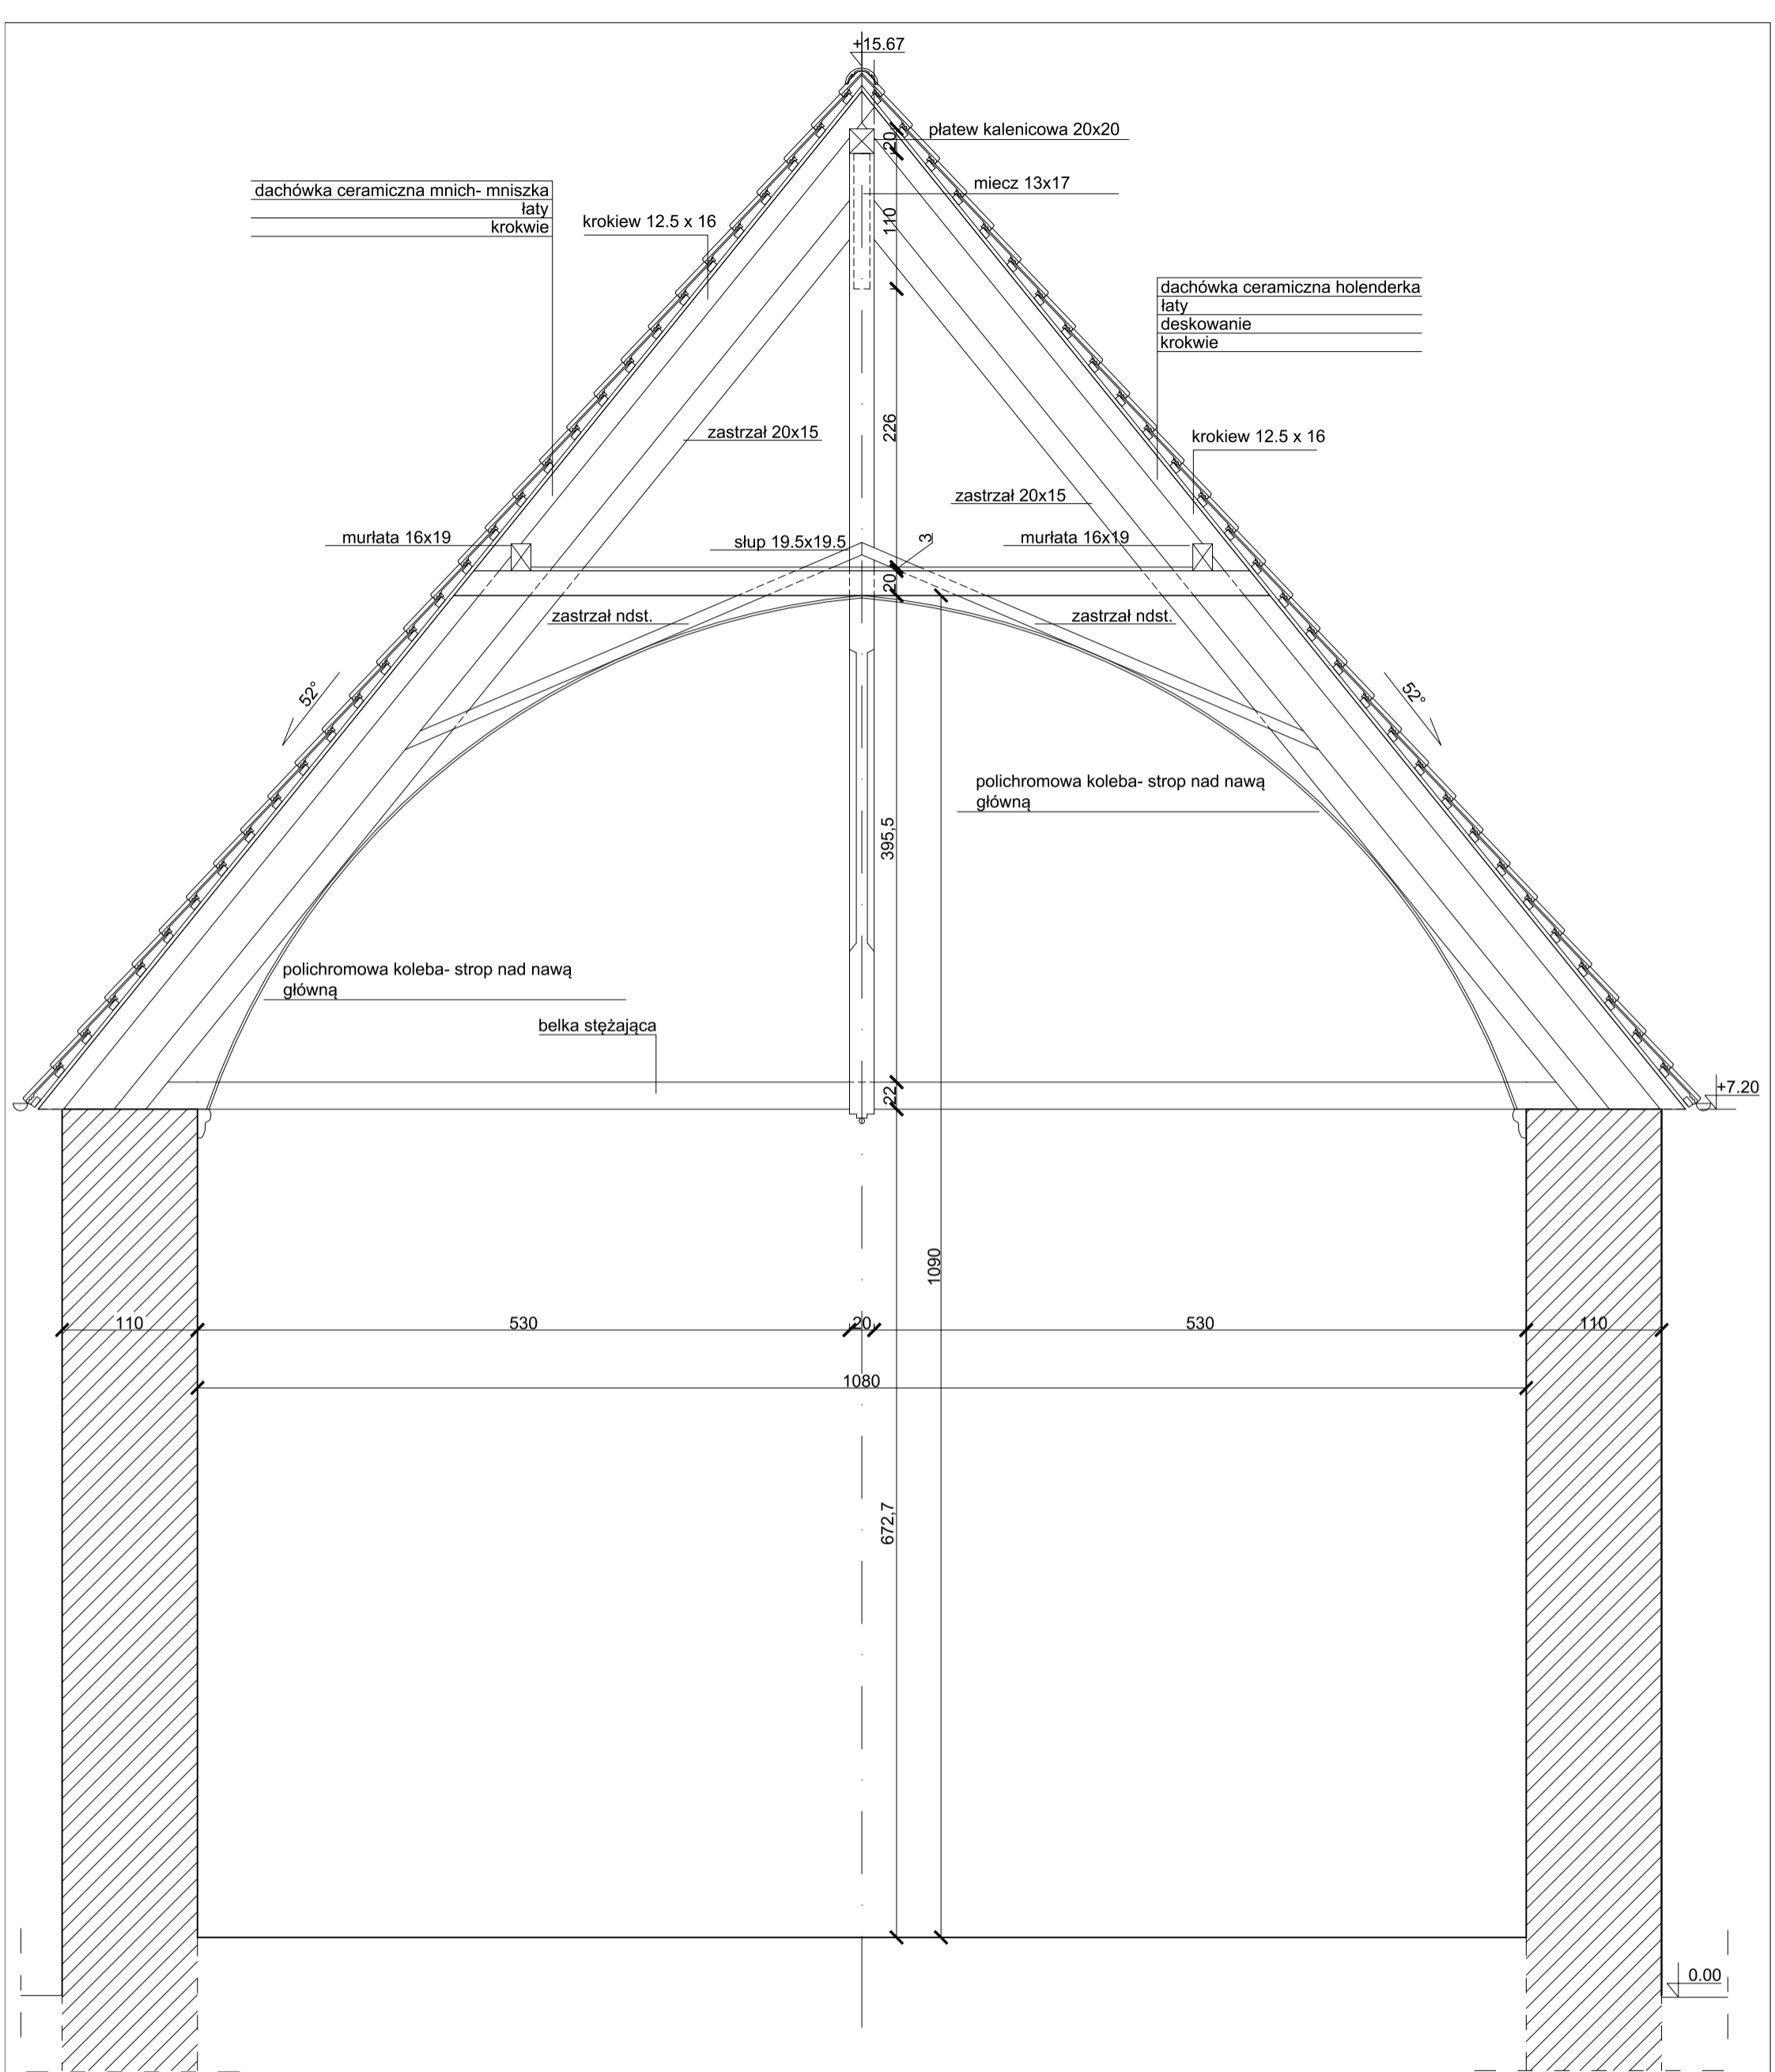 +15.67
płatew kalenicowa 20x20
20
miecz 13x17
dachówka ceramiczna mnich- mniszka
łaty
krokwie
krokiew 12.5 x 16
110
dachówka ceramiczna holenderka
łaty
deskowanie
krokwie
226
zastrzał 20x15
krokiew 12.5 x 16
zastrzał 20x15
murłata 16x19
słup 19.5x19.5
3
murłata 16x19
20
zastrzał ndst.
zastrzał ndst.
52°
52°
polichromowa koleba- strop nad nawą
główną
395,5
polichromowa koleba- strop nad nawą
główną
belka stężająca
22
+7.20
1090
110
530
20
530
110
1080
672,7
0.00